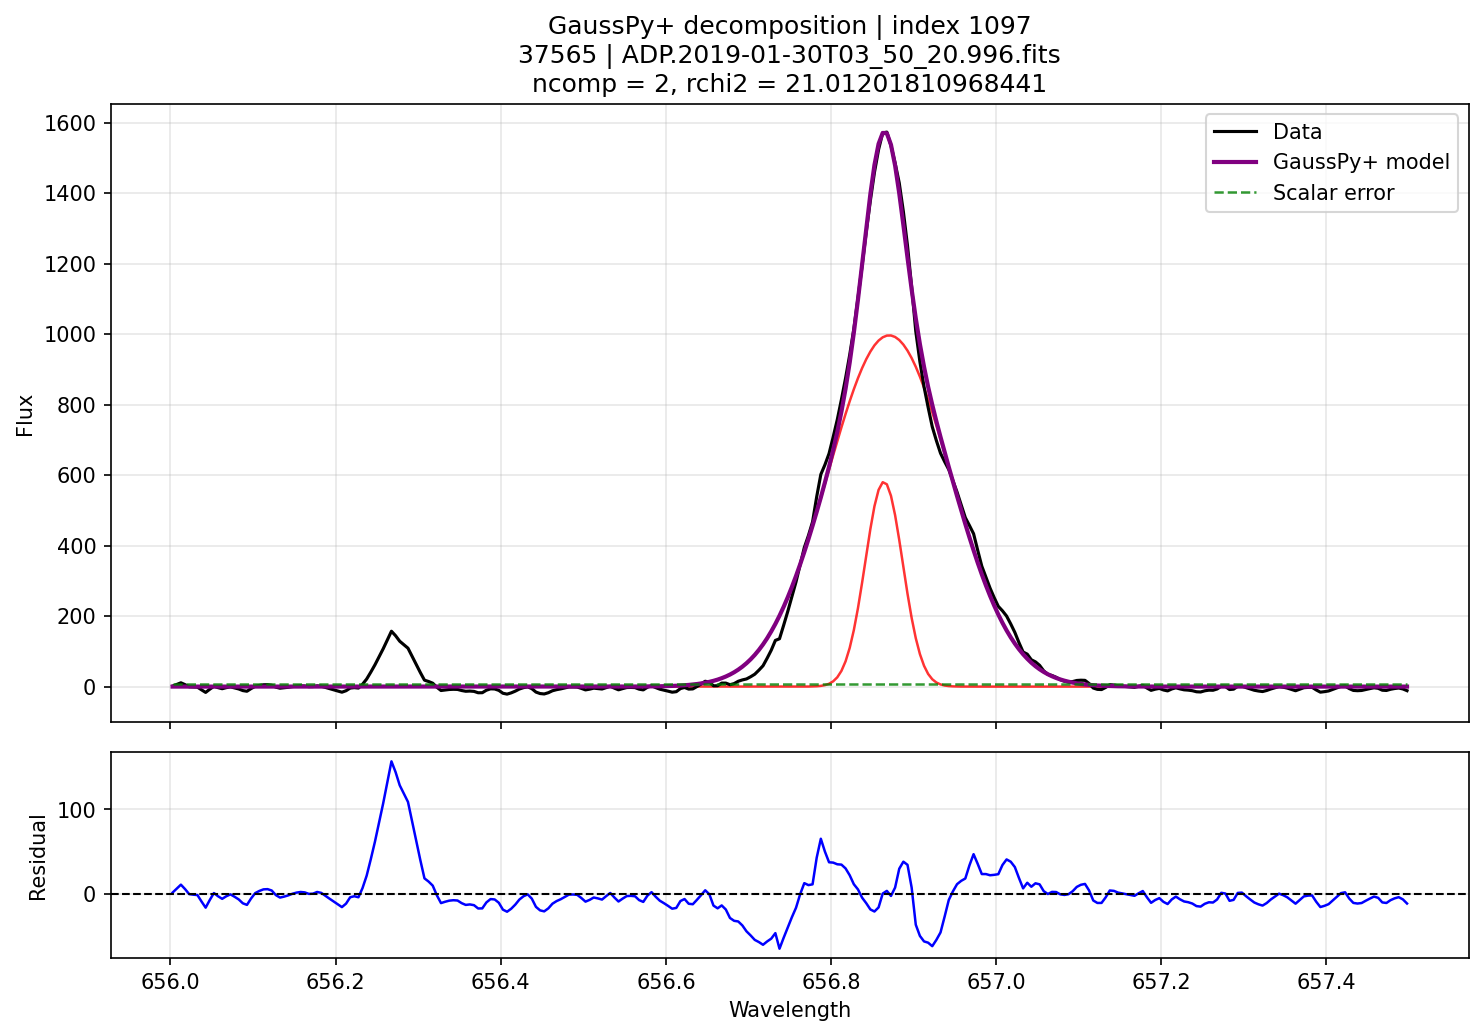 GaussPy+ decomposition | index 1097
37565 | ADP.2019-01-30T03_50_20.996.fits
ncomp = 2, rchi2 = 21.01201810968441
Data
GaussPy+ model
Scalar error
Flux
1600
1400
1200
1000
800
600
400
200
0
Residual
100
0
656.0 656.2 656.4 656.6 656.8 657.0 657.2 657.4
Wavelength